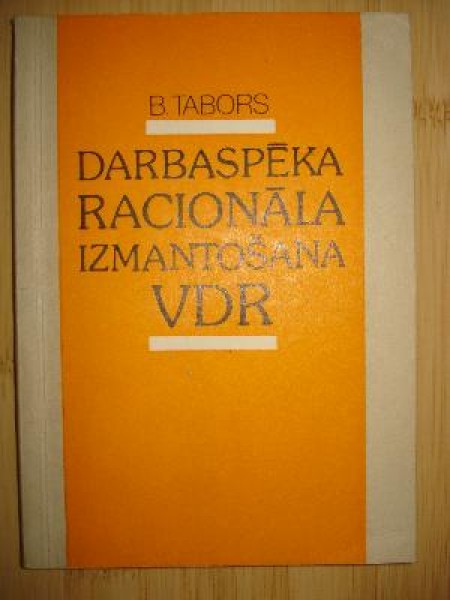 B. TABORS
DARBASPĒKA
RACIONĀLA
IZMANTOŠANA
VDR